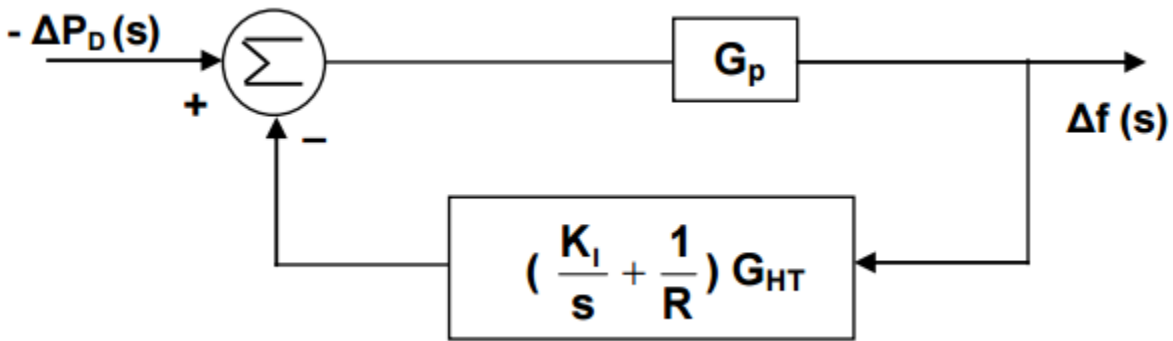 - ΔP_D (s)
∑
G_p
+
−
Δf (s)
( K_I/s + 1/R ) G_HT